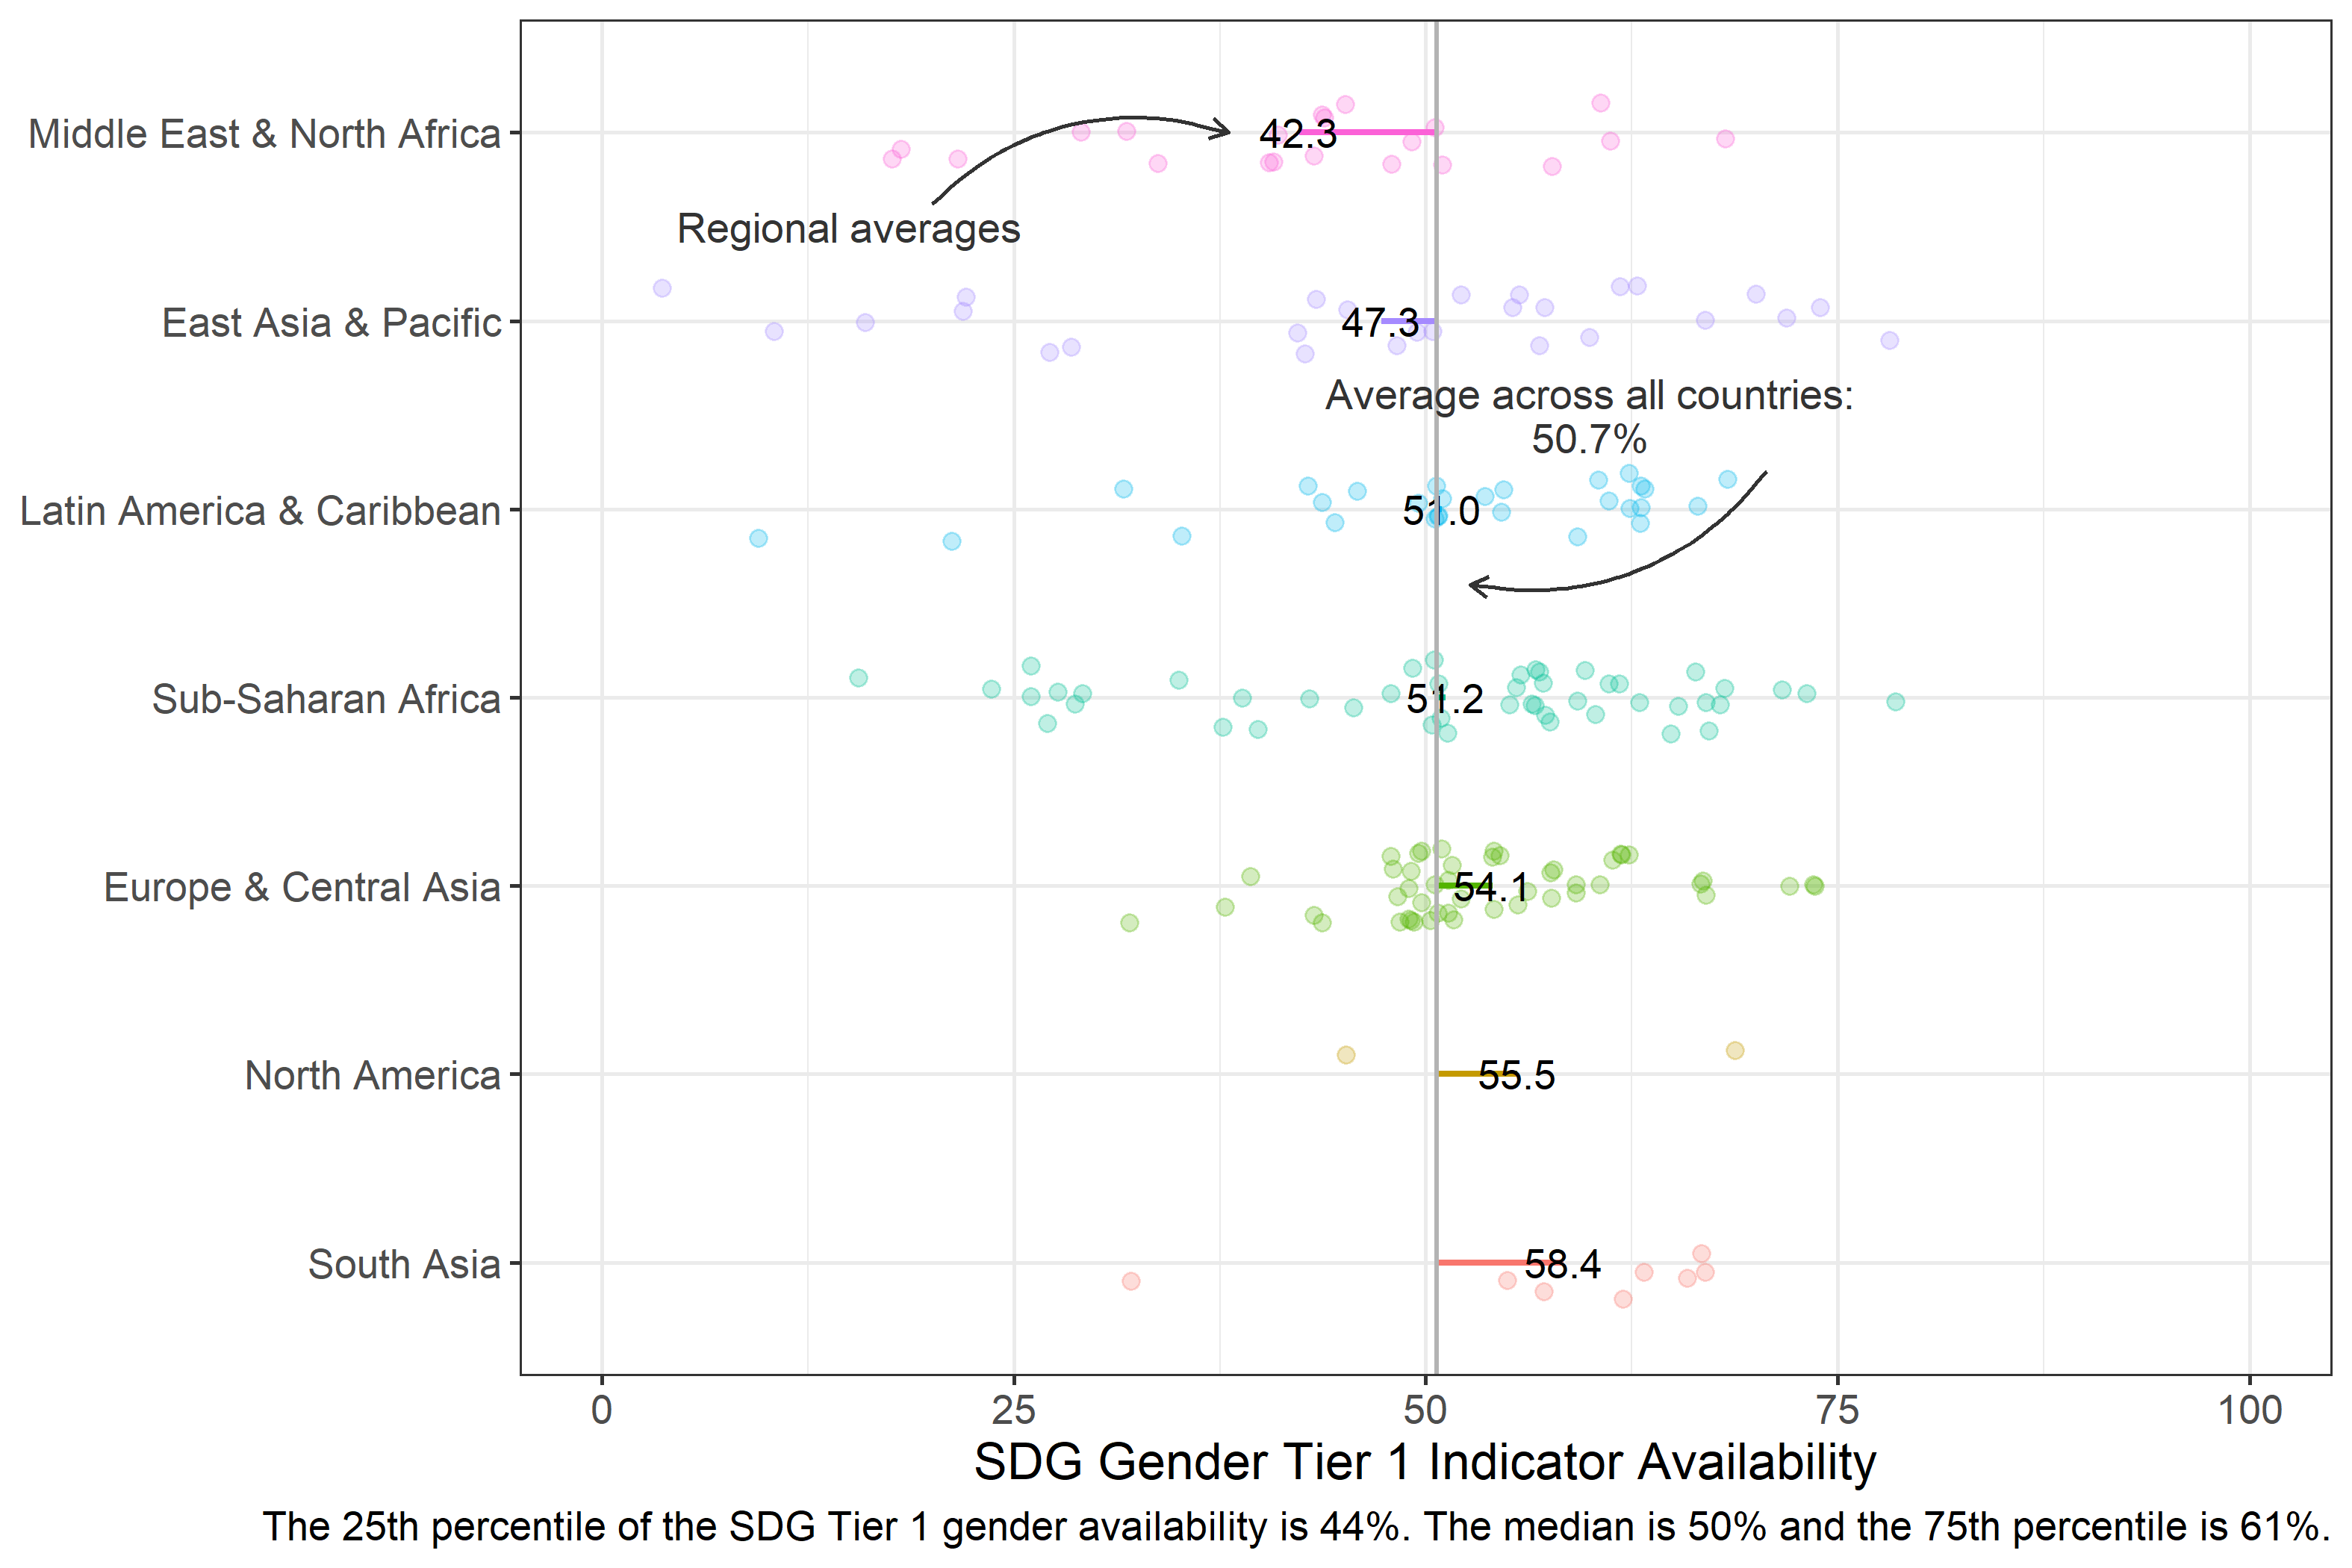 Middle East & North Africa
42.3
Regional averages
East Asia & Pacific
47.3
Average across all countries:
50.7%
Latin America & Caribbean
51.0
Sub-Saharan Africa
51.2
Europe & Central Asia
54.1
North America
55.5
South Asia
58.4
0 25 50 75 100
SDG Gender Tier 1 Indicator Availability
The 25th percentile of the SDG Tier 1 gender availability is 44%. The median is 50% and the 75th percentile is 61%.